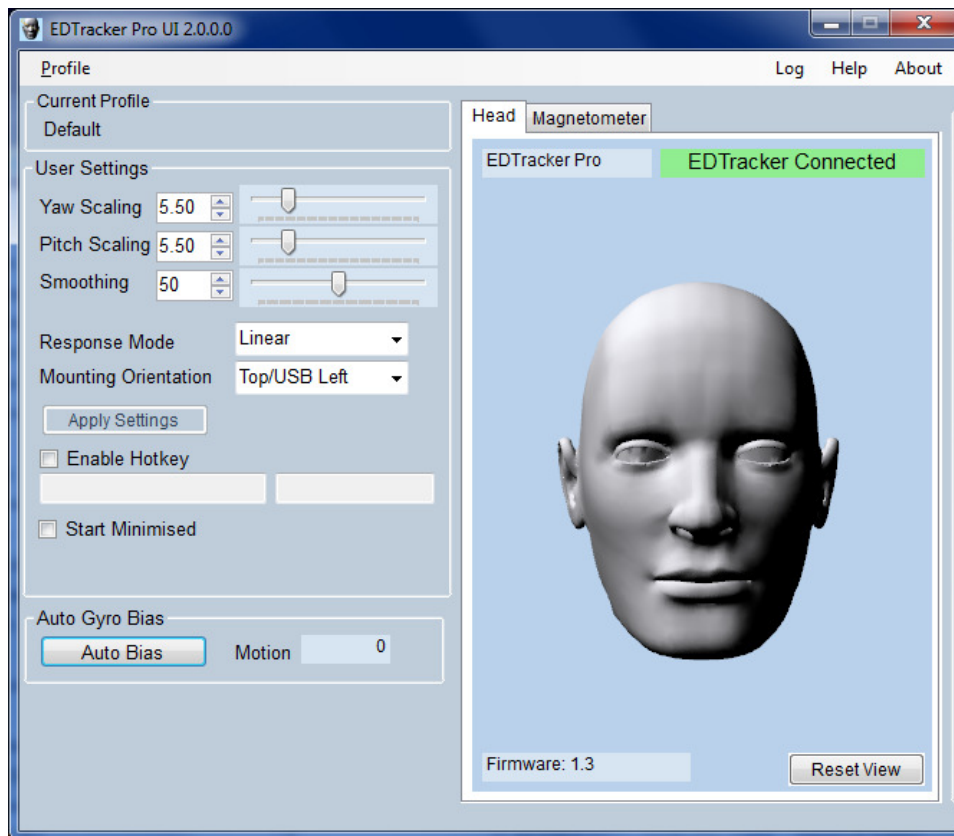 EDTracker Pro UI 2.0.0.0
Profile
Log Help About
Current Profile
Default
User Settings
Yaw Scaling 5.50
Pitch Scaling 5.50
Smoothing 50
Response Mode Linear
Mounting Orientation Top/USB Left
Apply Settings
Enable Hotkey
Start Minimised
Auto Gyro Bias
Auto Bias Motion 0
Head Magnetometer
EDTracker Pro EDTracker Connected
Firmware: 1.3
Reset View